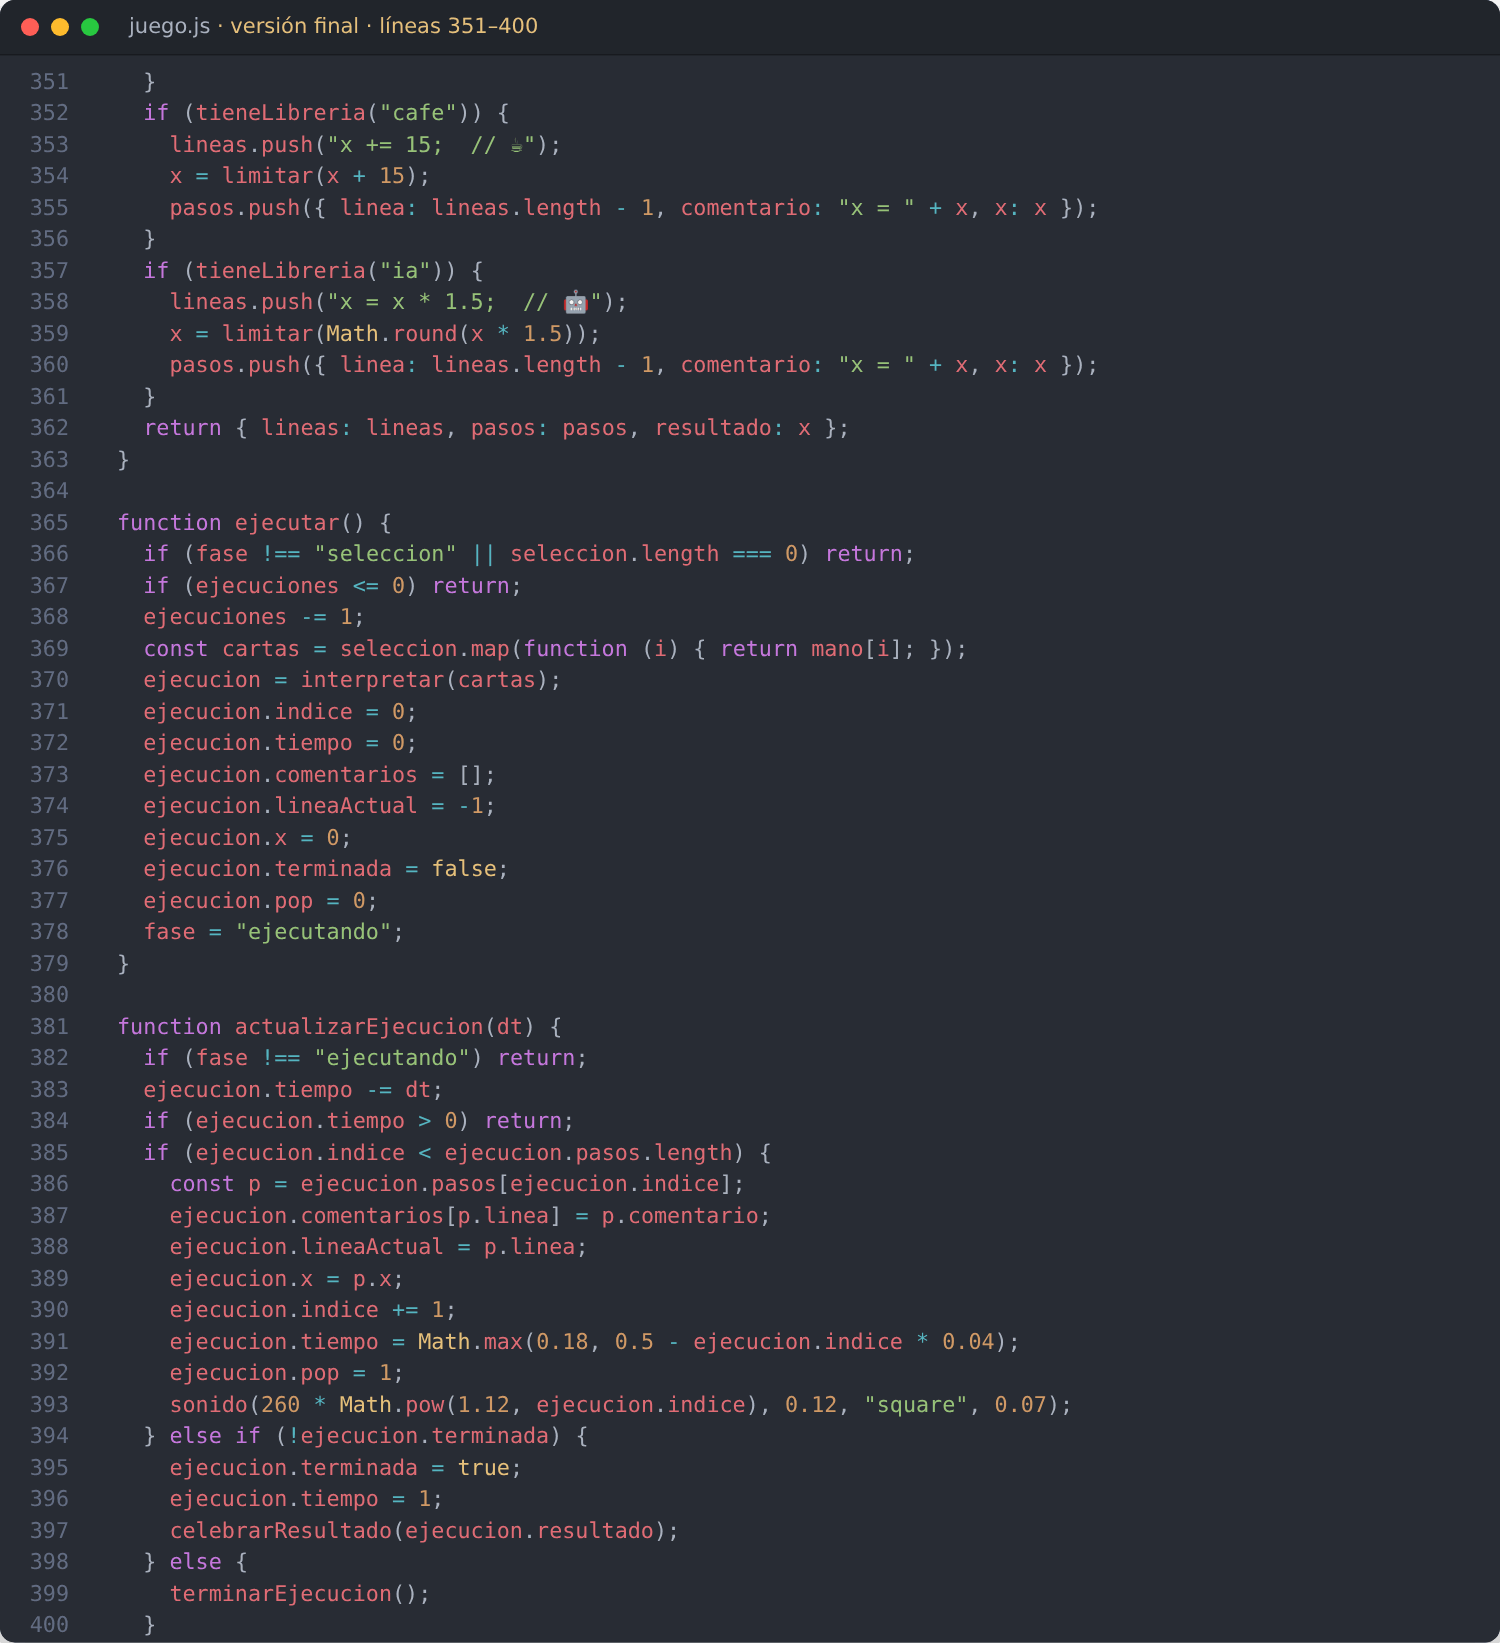 juego.js · versión final · líneas 351–400
351     }
352     if (tieneLibreria("cafe")) {
353       lineas.push("x += 15;  // ☕");
354       x = limitar(x + 15);
355       pasos.push({ linea: lineas.length - 1, comentario: "x = " + x, x: x });
356     }
357     if (tieneLibreria("ia")) {
358       lineas.push("x = x * 1.5;  // 🤖");
359       x = limitar(Math.round(x * 1.5));
360       pasos.push({ linea: lineas.length - 1, comentario: "x = " + x, x: x });
361     }
362     return { lineas: lineas, pasos: pasos, resultado: x };
363   }
364
365   function ejecutar() {
366     if (fase !== "seleccion" || seleccion.length === 0) return;
367     if (ejecuciones <= 0) return;
368     ejecuciones -= 1;
369     const cartas = seleccion.map(function (i) { return mano[i]; });
370     ejecucion = interpretar(cartas);
371     ejecucion.indice = 0;
372     ejecucion.tiempo = 0;
373     ejecucion.comentarios = [];
374     ejecucion.lineaActual = -1;
375     ejecucion.x = 0;
376     ejecucion.terminada = false;
377     ejecucion.pop = 0;
378     fase = "ejecutando";
379   }
380
381   function actualizarEjecucion(dt) {
382     if (fase !== "ejecutando") return;
383     ejecucion.tiempo -= dt;
384     if (ejecucion.tiempo > 0) return;
385     if (ejecucion.indice < ejecucion.pasos.length) {
386       const p = ejecucion.pasos[ejecucion.indice];
387       ejecucion.comentarios[p.linea] = p.comentario;
388       ejecucion.lineaActual = p.linea;
389       ejecucion.x = p.x;
390       ejecucion.indice += 1;
391       ejecucion.tiempo = Math.max(0.18, 0.5 - ejecucion.indice * 0.04);
392       ejecucion.pop = 1;
393       sonido(260 * Math.pow(1.12, ejecucion.indice), 0.12, "square", 0.07);
394     } else if (!ejecucion.terminada) {
395       ejecucion.terminada = true;
396       ejecucion.tiempo = 1;
397       celebrarResultado(ejecucion.resultado);
398     } else {
399       terminarEjecucion();
400     }